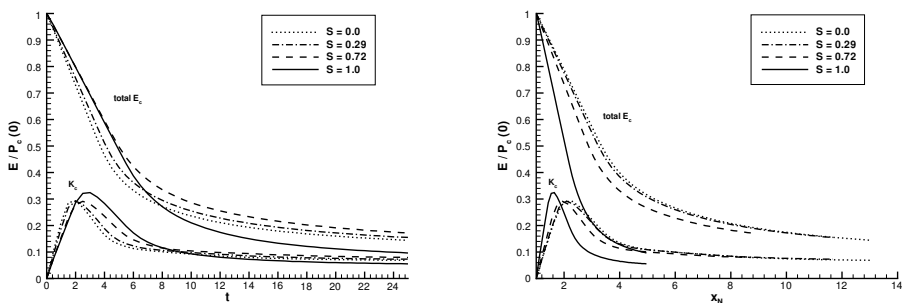 1
0.9
0.8
0.7
0.6
0.5
0.4
0.3
0.2
0.1
0
E / P_c (0)
S = 0.0
S = 0.29
S = 0.72
S = 1.0
total E_c
K_c
0 2 4 6 8 10 12 14 16 18 20 22 24
t
1
0.9
0.8
0.7
0.6
0.5
0.4
0.3
0.2
0.1
0
E / P_c (0)
S = 0.0
S = 0.29
S = 0.72
S = 1.0
total E_c
K_c
2 4 6 8 10 12 14
x_N